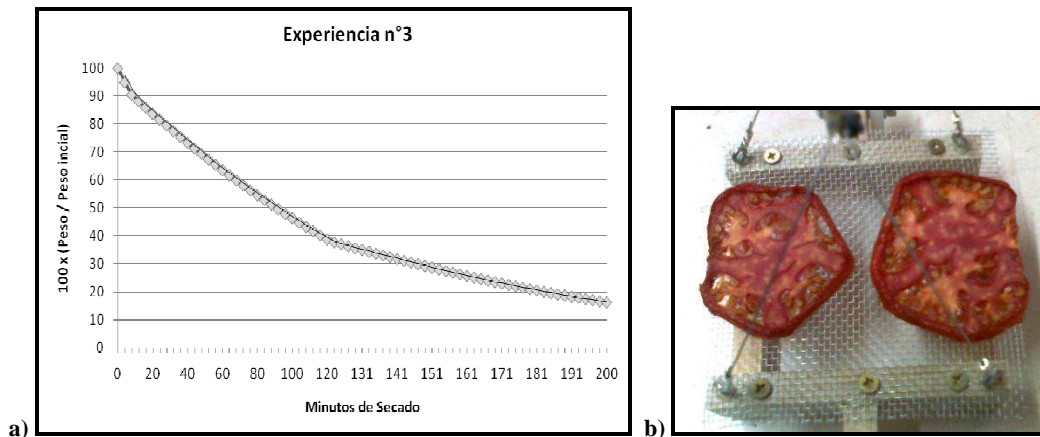 Experiencia n°3
100 x (Peso / Peso incial)
100
90
80
70
60
50
40
30
20
10
0
0 20 40 60 80 100 120 131 141 151 161 171 181 191 200
Minutos de Secado
a)
b)